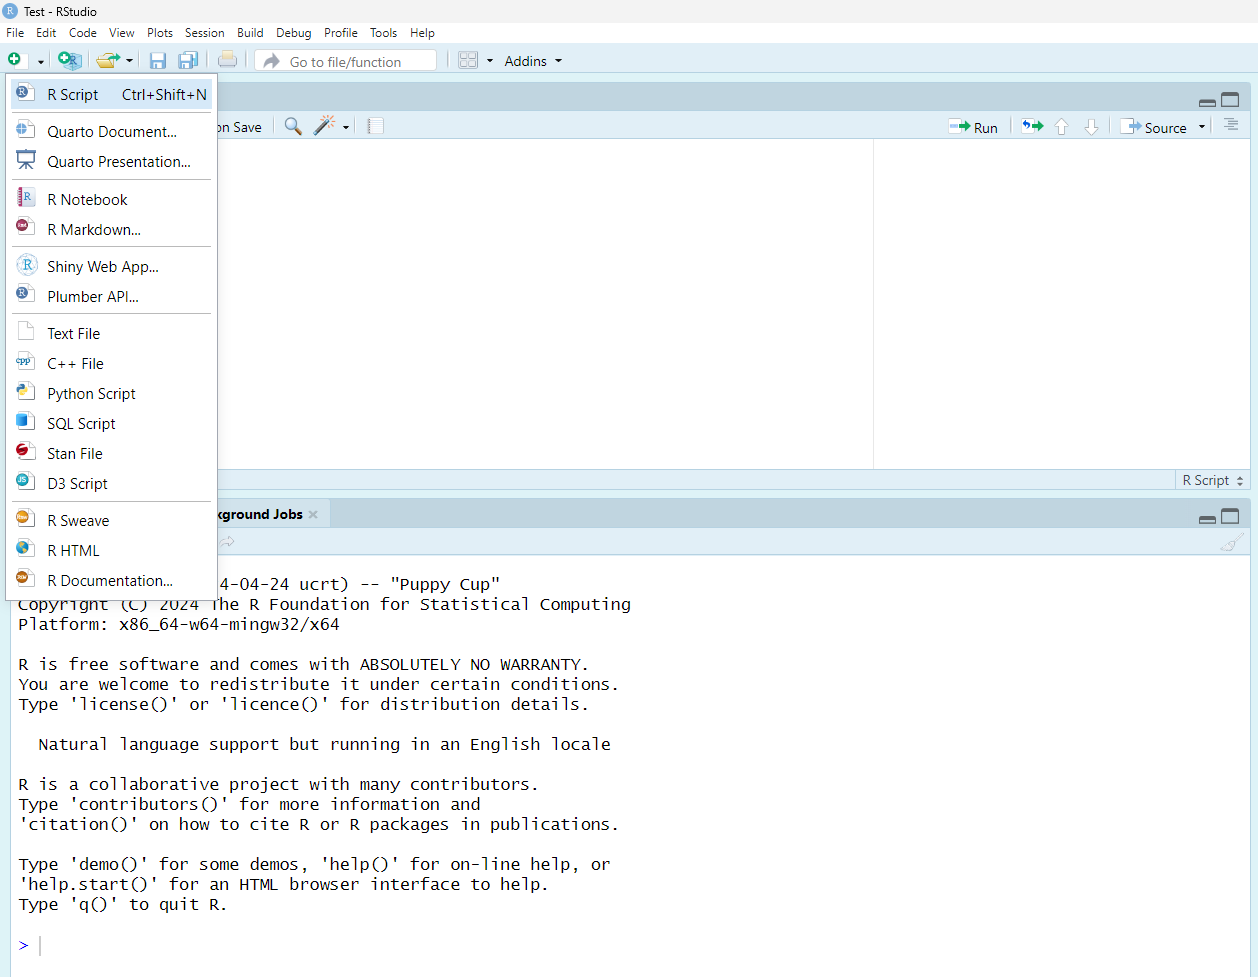 Test - RStudio
File Edit Code View Plots Session Build Debug Profile Tools Help
Go to file/function Addins
R Script Ctrl+Shift+N
on Save Run Source
Quarto Document...
Quarto Presentation...
R Notebook
R Markdown...
Shiny Web App...
Plumber API...
Text File
C++ File
Python Script
SQL Script
Stan File
D3 Script
R Script
R Sweave
kground Jobs
R HTML
R Documentation...
4-04-24 ucrt) -- "Puppy Cup"
Copyright (C) 2024 The R Foundation for Statistical Computing
Platform: x86_64-w64-mingw32/x64
R is free software and comes with ABSOLUTELY NO WARRANTY.
You are welcome to redistribute it under certain conditions.
Type 'license()' or 'licence()' for distribution details.
Natural language support but running in an English locale
R is a collaborative project with many contributors.
Type 'contributors()' for more information and
'citation()' on how to cite R or R packages in publications.
Type 'demo()' for some demos, 'help()' for on-line help, or
'help.start()' for an HTML browser interface to help.
Type 'q()' to quit R.
>